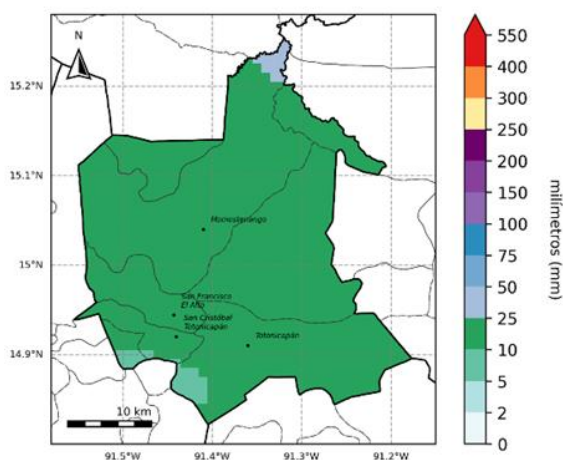 N
15.2°N
15.1°N
15°N
14.9°N
Momostenango
San Francisco
El Alto
San Cristóbal
Totonicapán
Totonicapán
10 km
91.5°W
91.4°W
91.3°W
91.2°W
550
400
300
250
200
150
100
75
50
25
10
5
2
0
milímetros (mm)